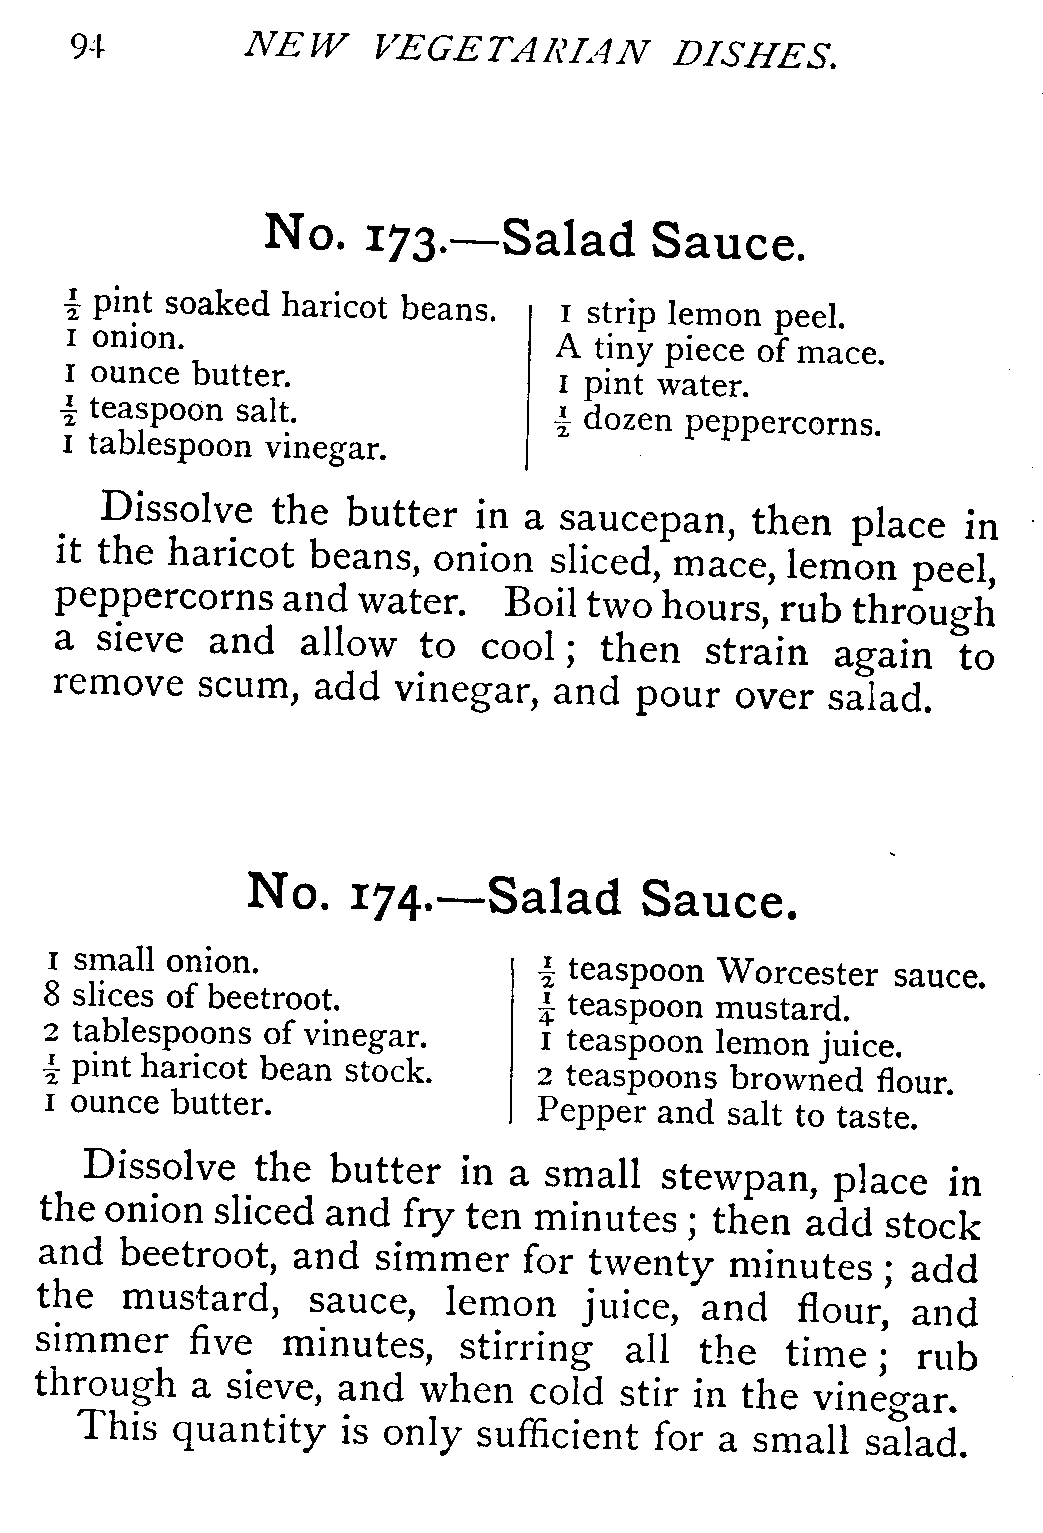 94 NEW VEGETARIAN DISHES.
No. 173.—Salad Sauce.
½ pint soaked haricot beans.
1 onion.
1 ounce butter.
½ teaspoon salt.
1 tablespoon vinegar.
1 strip lemon peel.
A tiny piece of mace.
1 pint water.
½ dozen peppercorns.
Dissolve the butter in a saucepan, then place in
it the haricot beans, onion sliced, mace, lemon peel,
peppercorns and water. Boil two hours, rub through
a sieve and allow to cool; then strain again to
remove scum, add vinegar, and pour over salad.
No. 174.—Salad Sauce.
1 small onion.
8 slices of beetroot.
2 tablespoons of vinegar.
½ pint haricot bean stock.
1 ounce butter.
½ teaspoon Worcester sauce.
¼ teaspoon mustard.
1 teaspoon lemon juice.
2 teaspoons browned flour.
Pepper and salt to taste.
Dissolve the butter in a small stewpan, place in
the onion sliced and fry ten minutes; then add stock
and beetroot, and simmer for twenty minutes; add
the mustard, sauce, lemon juice, and flour, and
simmer five minutes, stirring all the time; rub
through a sieve, and when cold stir in the vinegar.
This quantity is only sufficient for a small salad.